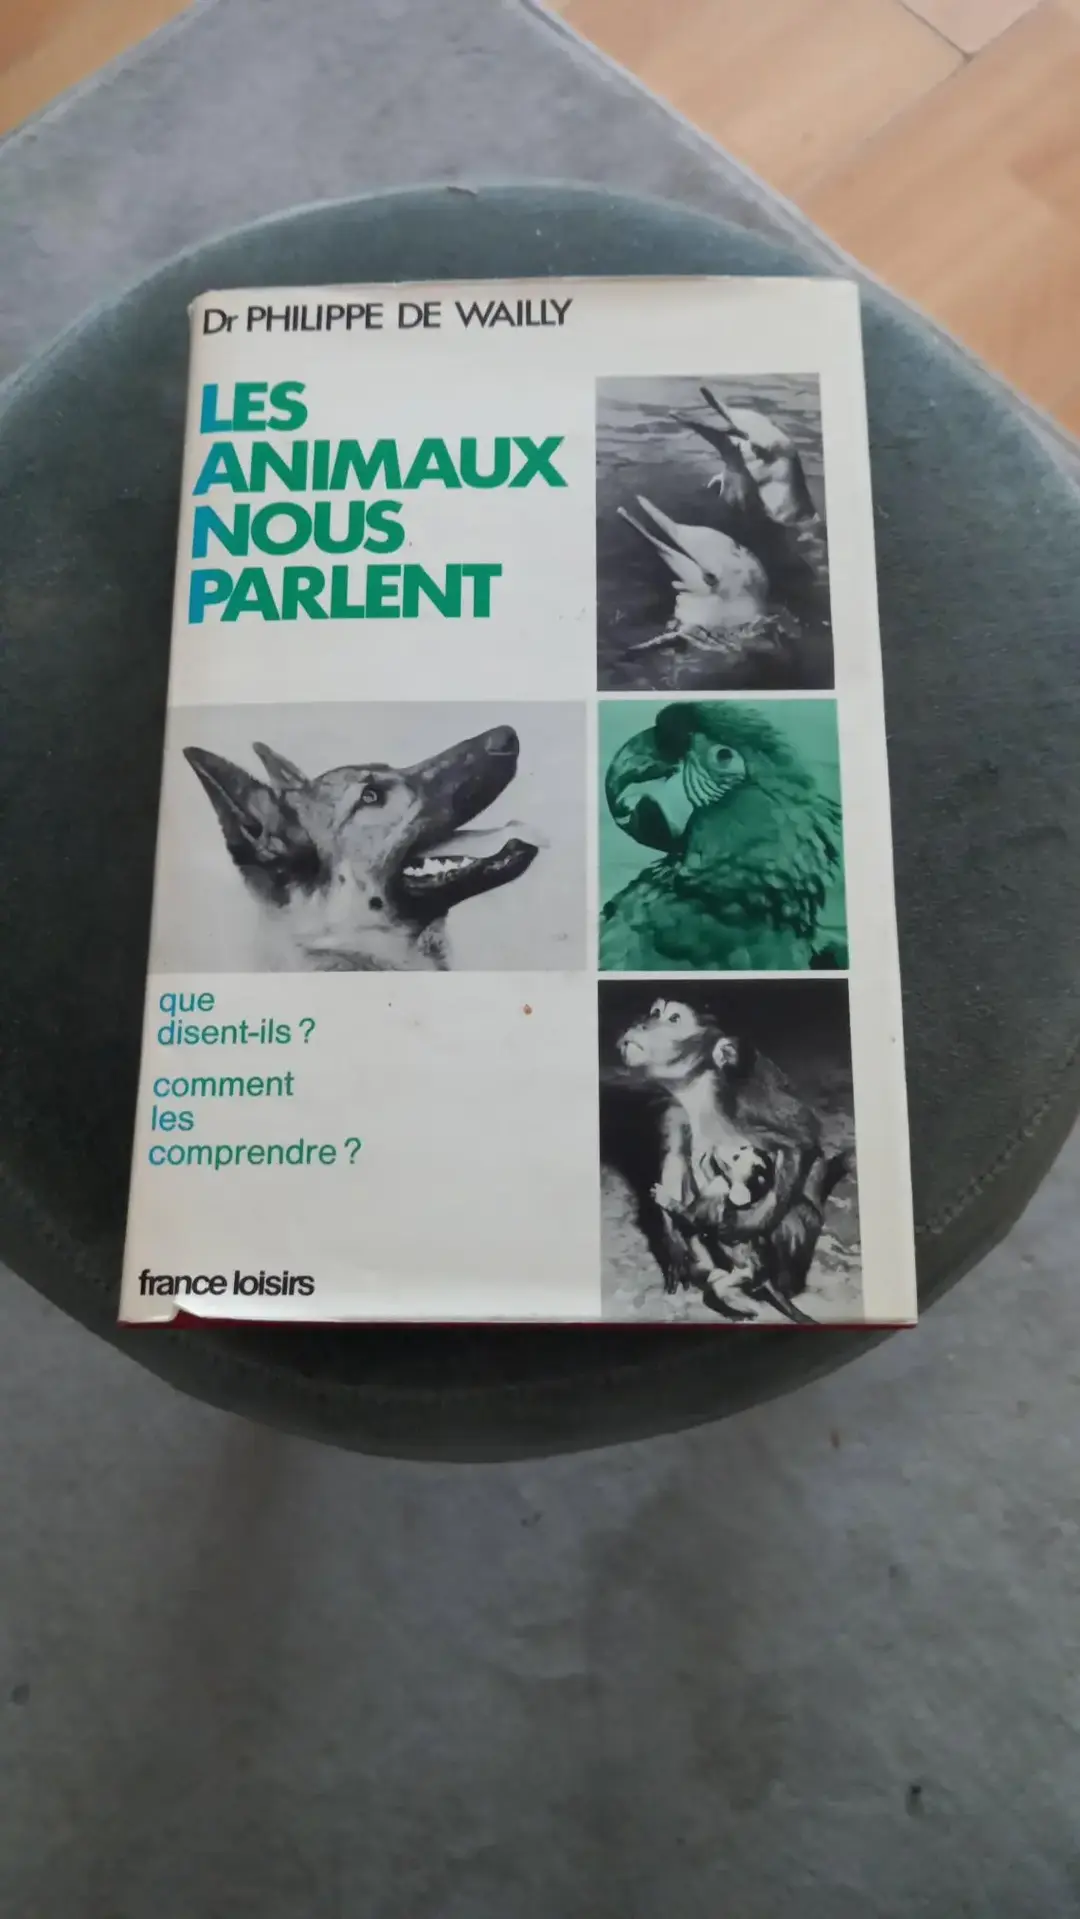 Dr PHILIPPE DE WAILLY
LES
ANIMAUX
NOUS
PARLENT
que
disent-ils ?
comment
les
comprendre ?
france loisirs